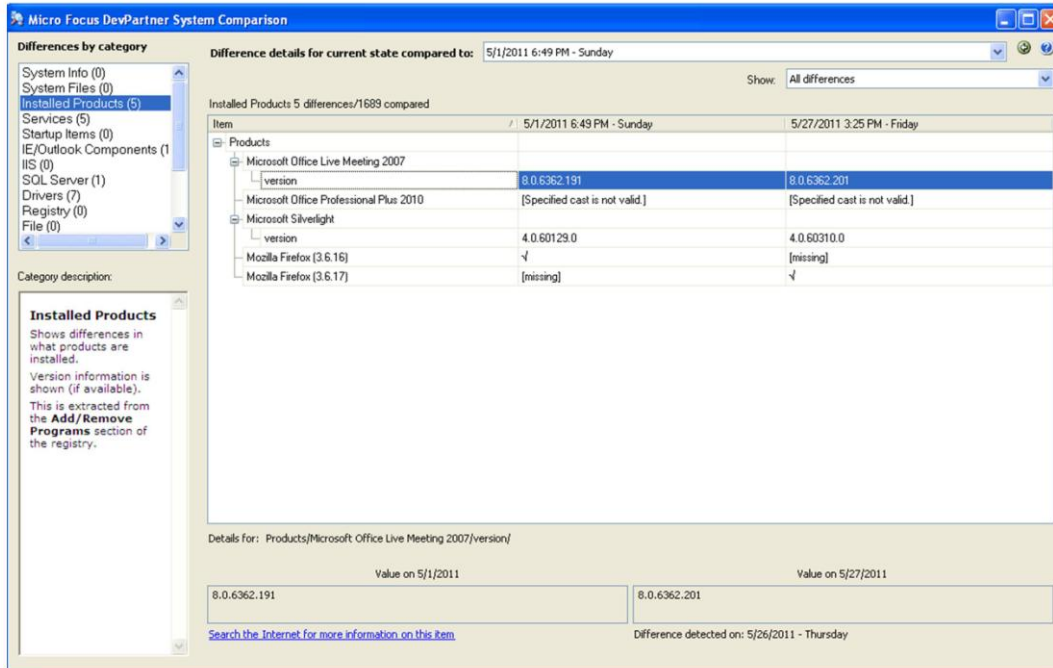 Micro Focus DevPartner System Comparison
Differences by category
System Info (0)
System Files (0)
Installed Products (5)
Services (5)
Startup Items (0)
IE/Outlook Components (1
IIS (0)
SQL Server (1)
Drivers (7)
Registry (0)
File (0)
Category description:
Installed Products
Shows differences in
what products are
installed.
Version information is
shown (if available).
This is extracted from
the Add/Remove
Programs section of
the registry.
Difference details for current state compared to: 5/1/2011 6:49 PM - Sunday
Show: All differences
Installed Products 5 differences/1689 compared
Item / 5/1/2011 6:49 PM - Sunday 5/27/2011 3:25 PM - Friday
Products
Microsoft Office Live Meeting 2007
version 8.0.6362.191 8.0.6362.201
Microsoft Office Professional Plus 2010 [Specified cast is not valid.] [Specified cast is not valid.]
Microsoft Silverlight
version 4.0.60129.0 4.0.60310.0
Mozilla Firefox (3.6.16) √ [missing]
Mozilla Firefox (3.6.17) [missing] √
Details for: Products/Microsoft Office Live Meeting 2007/version/
Value on 5/1/2011 Value on 5/27/2011
8.0.6362.191 8.0.6362.201
Search the Internet for more information on this item Difference detected on: 5/26/2011 - Thursday